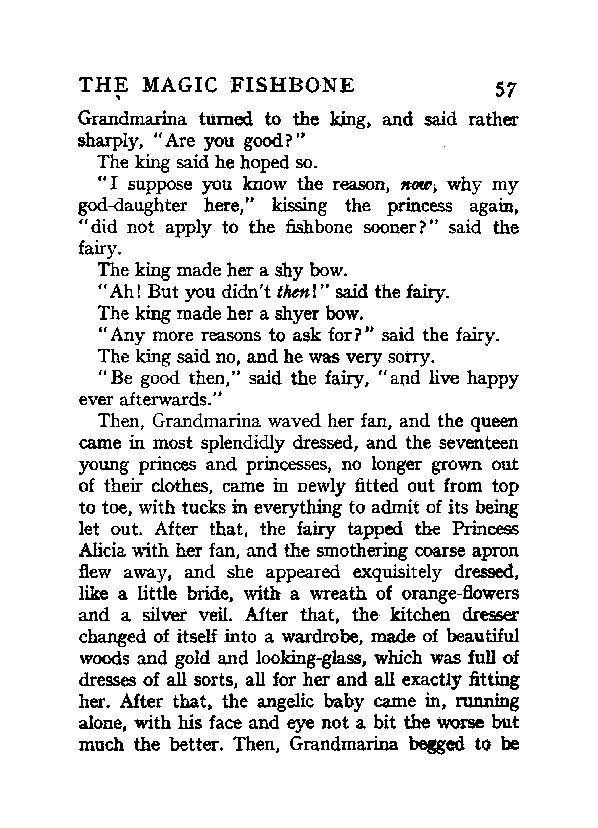 THE MAGIC FISHBONE 57
Grandmarina turned to the king, and said rather
sharply, "Are you good?"
The king said he hoped so.
"I suppose you know the reason, now, why my
god-daughter here," kissing the princess again,
"did not apply to the fishbone sooner?" said the
fairy.
The king made her a shy bow.
"Ah! But you didn't then!" said the fairy.
The king made her a shyer bow.
"Any more reasons to ask for?" said the fairy.
The king said no, and he was very sorry.
"Be good then," said the fairy, "and live happy
ever afterwards."
Then, Grandmarina waved her fan, and the queen
came in most splendidly dressed, and the seventeen
young princes and princesses, no longer grown out
of their clothes, came in newly fitted out from top
to toe, with tucks in everything to admit of its being
let out. After that, the fairy tapped the Princess
Alicia with her fan, and the smothering coarse apron
flew away, and she appeared exquisitely dressed,
like a little bride, with a wreath of orange-flowers
and a silver veil. After that, the kitchen dresser
changed of itself into a wardrobe, made of beautiful
woods and gold and looking-glass, which was full of
dresses of all sorts, all for her and all exactly fitting
her. After that, the angelic baby came in, running
alone, with his face and eye not a bit the worse but
much the better. Then, Grandmarina begged to be